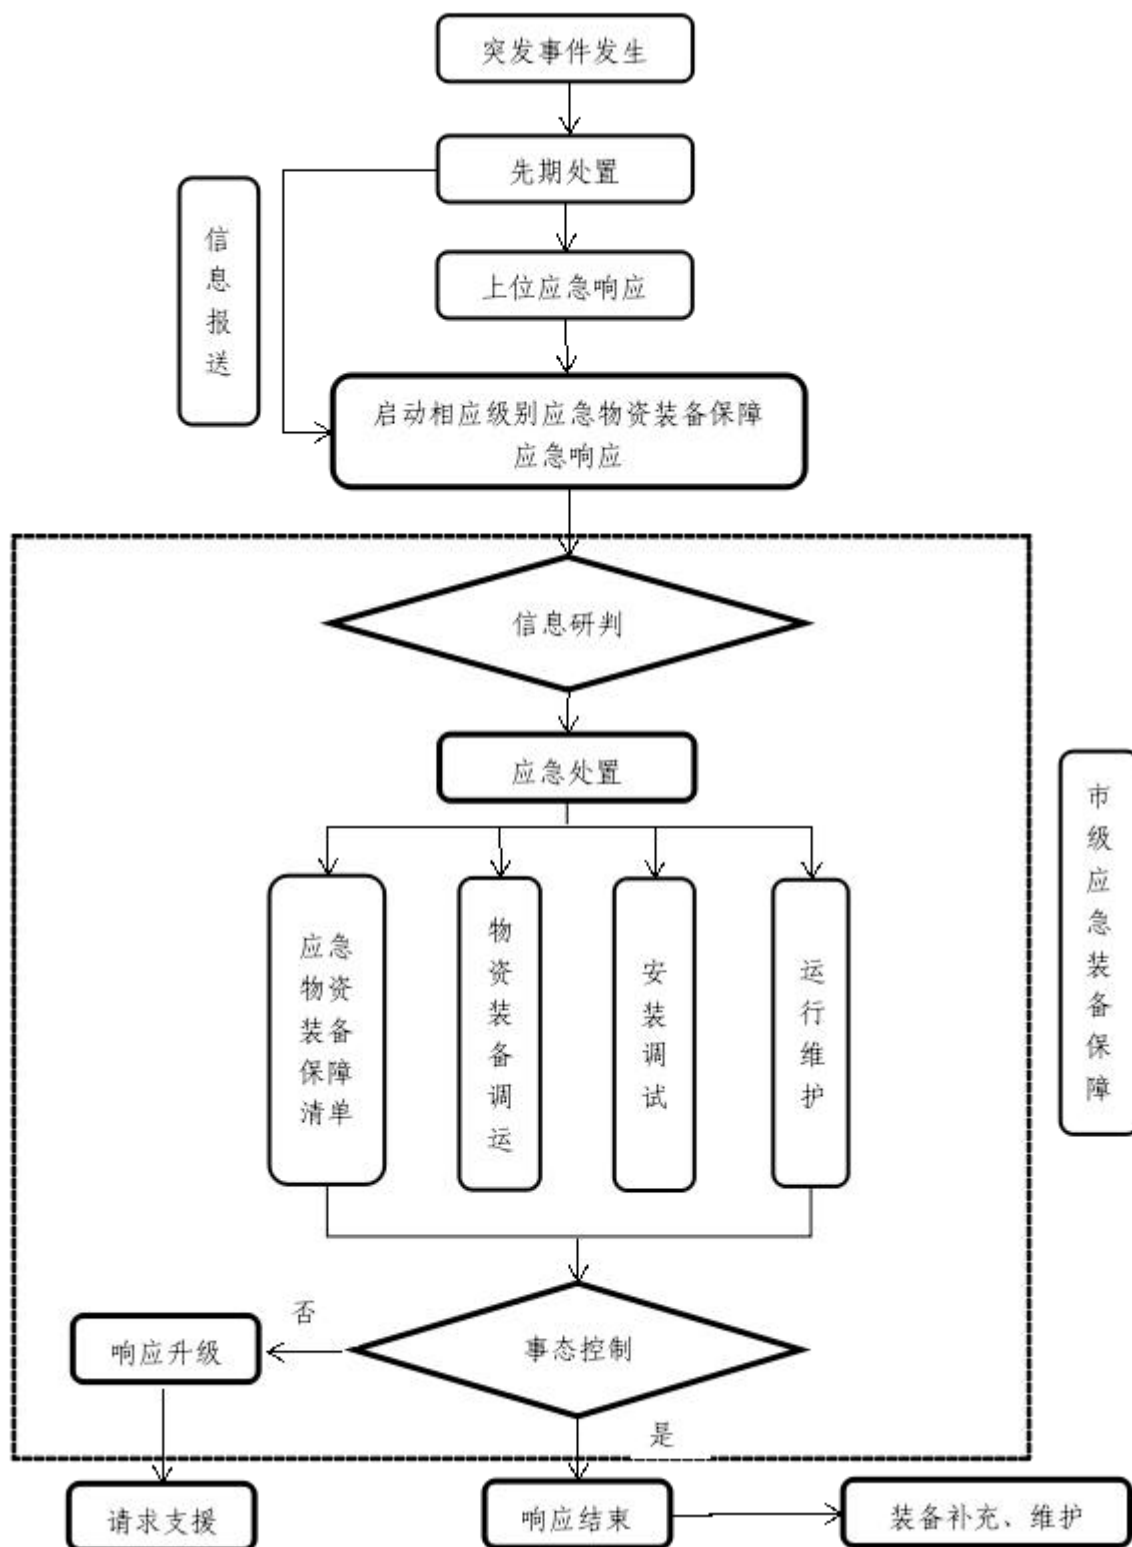 突发事件发生
先期处置
信息报送
上位应急响应
启动相应级别应急物资装备保障
应急响应
信息研判
应急处置
市级应急装备保障
应急
物资
装备
保障
清单
物资装备调运
安装调试
运行维护
否
响应升级
事态控制
是
请求支援
响应结束
装备补充、维护